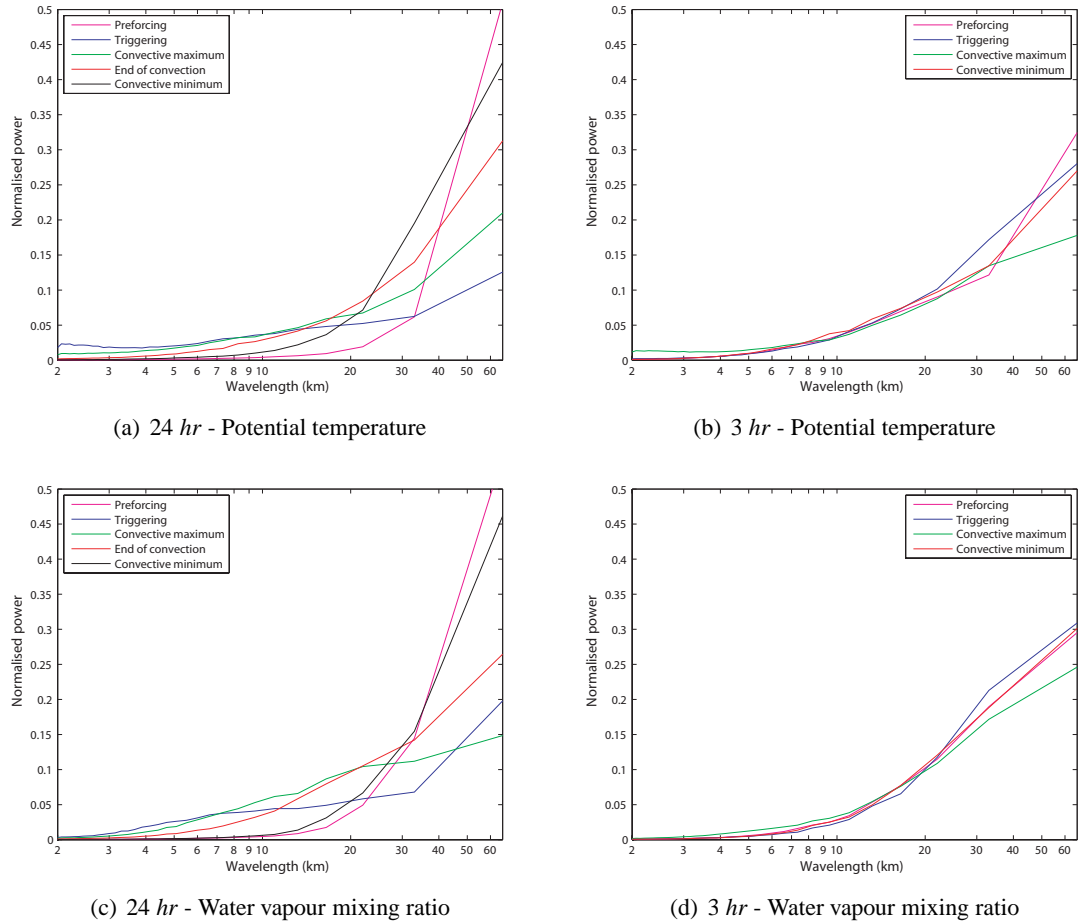 0.5
0.45
0.4
0.35
0.3
0.25
0.2
0.15
0.1
0.05
0
Normalised power
Preforcing
Triggering
Convective maximum
End of convection
Convective minimum
2 3 4 5 6 7 8 9 10 20 30 40 50 60
Wavelength (km)
(a) 24 hr - Potential temperature
0.5
0.45
0.4
0.35
0.3
0.25
0.2
0.15
0.1
0.05
0
Normalised power
Preforcing
Triggering
Convective maximum
Convective minimum
2 3 4 5 6 7 8 9 10 20 30 40 50 60
Wavelength (km)
(b) 3 hr - Potential temperature
0.5
0.45
0.4
0.35
0.3
0.25
0.2
0.15
0.1
0.05
0
Normalised power
Preforcing
Triggering
Convective maximum
End of convection
Convective minimum
2 3 4 5 6 7 8 9 10 20 30 40 50 60
Wavelength (km)
(c) 24 hr - Water vapour mixing ratio
0.5
0.45
0.4
0.35
0.3
0.25
0.2
0.15
0.1
0.05
0
Normalised power
Preforcing
Triggering
Convective maximum
Convective minimum
2 3 4 5 6 7 8 9 10 20 30 40 50 60
Wavelength (km)
(d) 3 hr - Water vapour mixing ratio